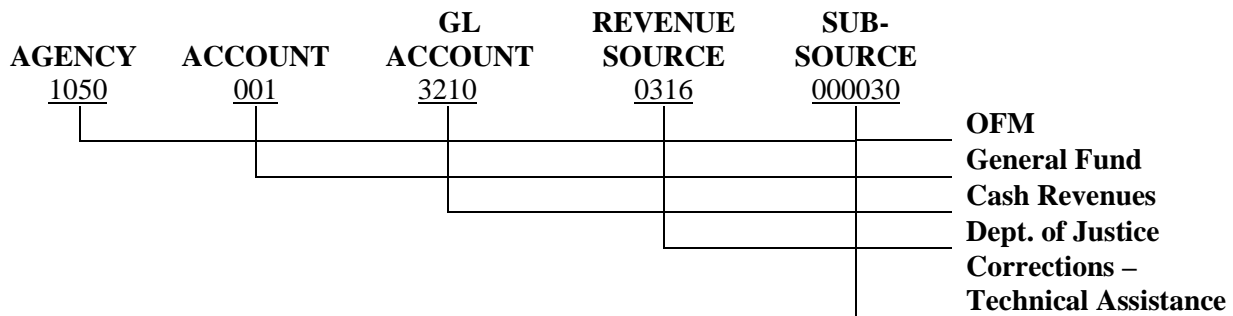 GL REVENUE SUB-
AGENCY ACCOUNT ACCOUNT SOURCE SOURCE
1050 001 3210 0316 000030
OFM
General Fund
Cash Revenues
Dept. of Justice
Corrections –
Technical Assistance